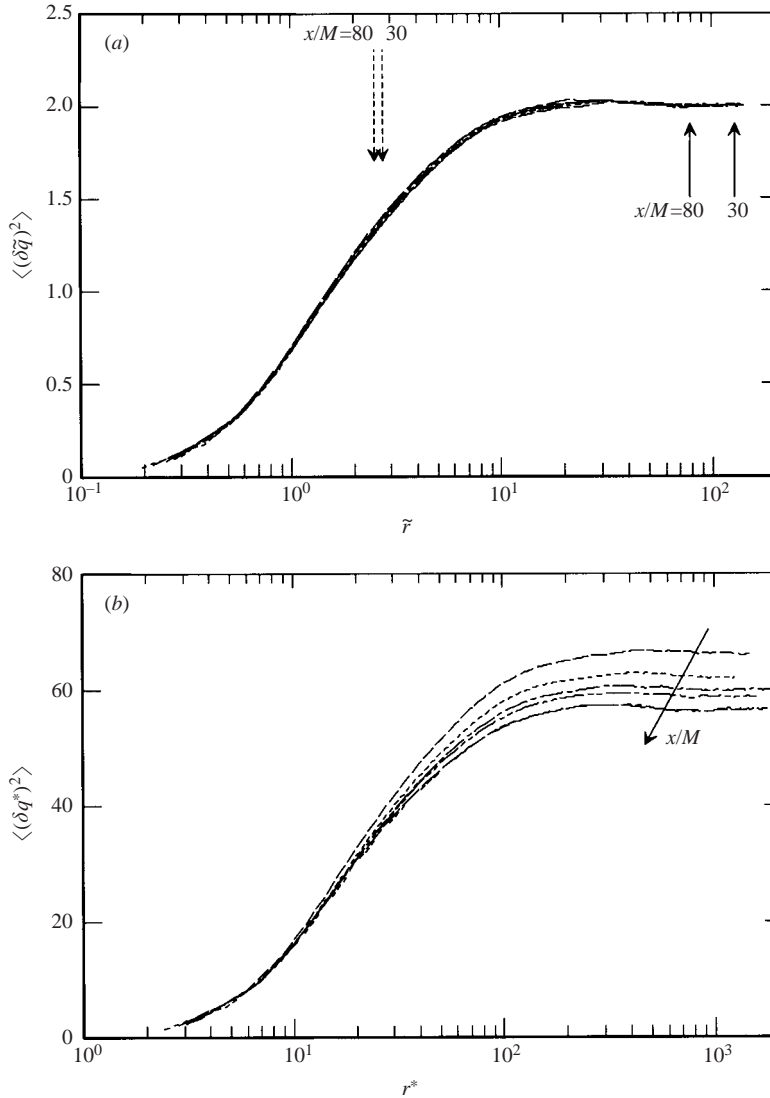 2.5
(a)
x/M=80 30
2.0
1.5
x/M=80 30
⟨(δq̃)²⟩
1.0
0.5
0
10⁻¹ 10⁰ 10¹ 10²
r̃
80
(b)
60
x/M
40
⟨(δq*)²⟩
20
0
10⁰ 10¹ 10² 10³
r*